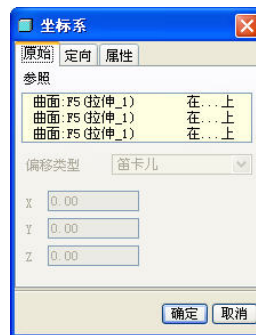 坐标系
原始 定向 属性
参照
曲面:F5(拉伸_1) 在...上
曲面:F5(拉伸_1) 在...上
曲面:F5(拉伸_1) 在...上
偏移类型 笛卡儿
X 0.00
Y 0.00
Z 0.00
确定 取消